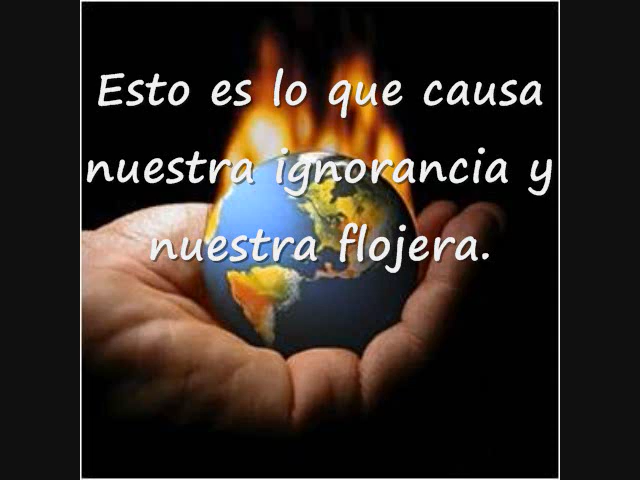 Esto es lo que causa
nuestra ignorancia y
nuestra flojera.